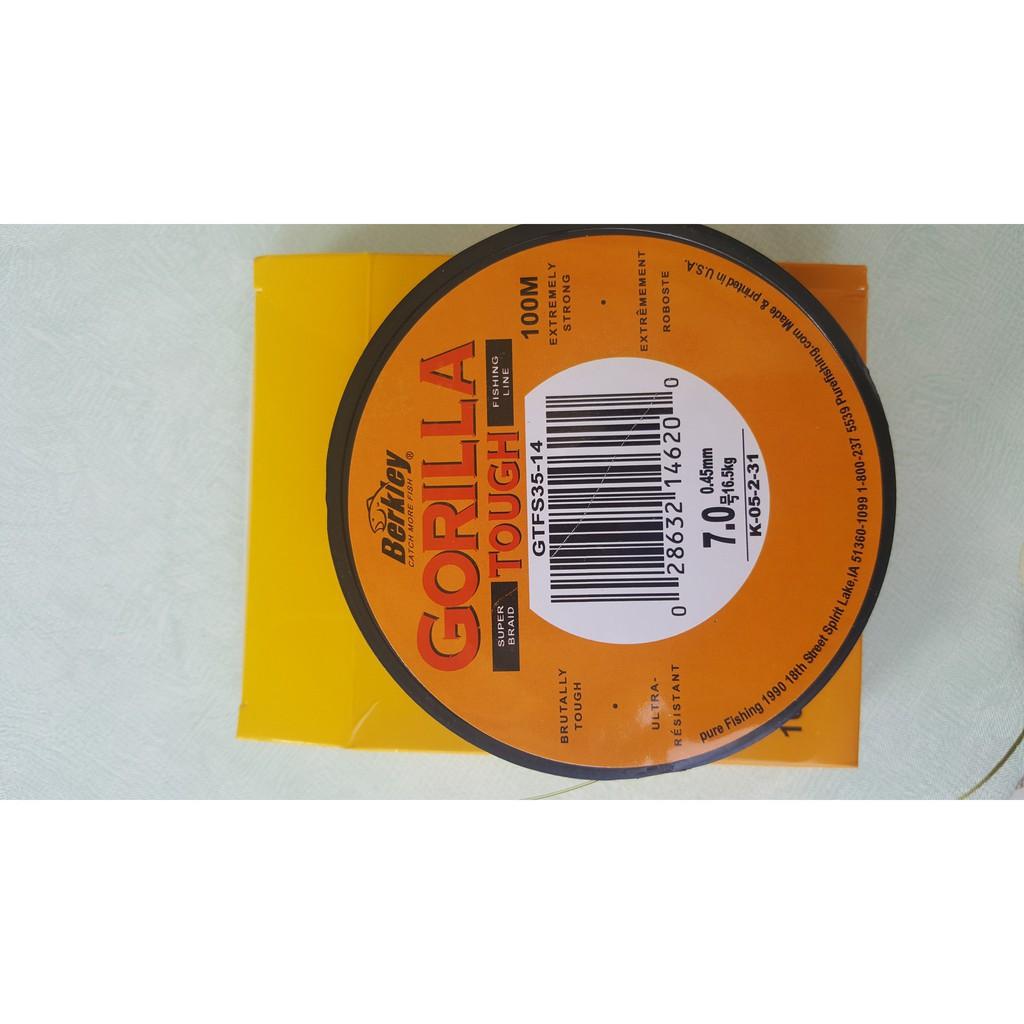 Berkley®
CATCH MORE FISH
GORILLA
SUPER BRAID TOUGH FISHING LINE
100M
GTFS35-14
BRUTALLY TOUGH • EXTREMELY STRONG
0 28632 14620 0
ULTRA-RÉSISTANT • EXTRÊMEMENT ROBOSTE
7.0号 0.45mm 16.5kg
K-05-2-31
pure Fishing 1990 18th Street Spirit Lake,IA 51360-1099 1-800-237 5539 Purefishing.com Made & printed in U.S.A.